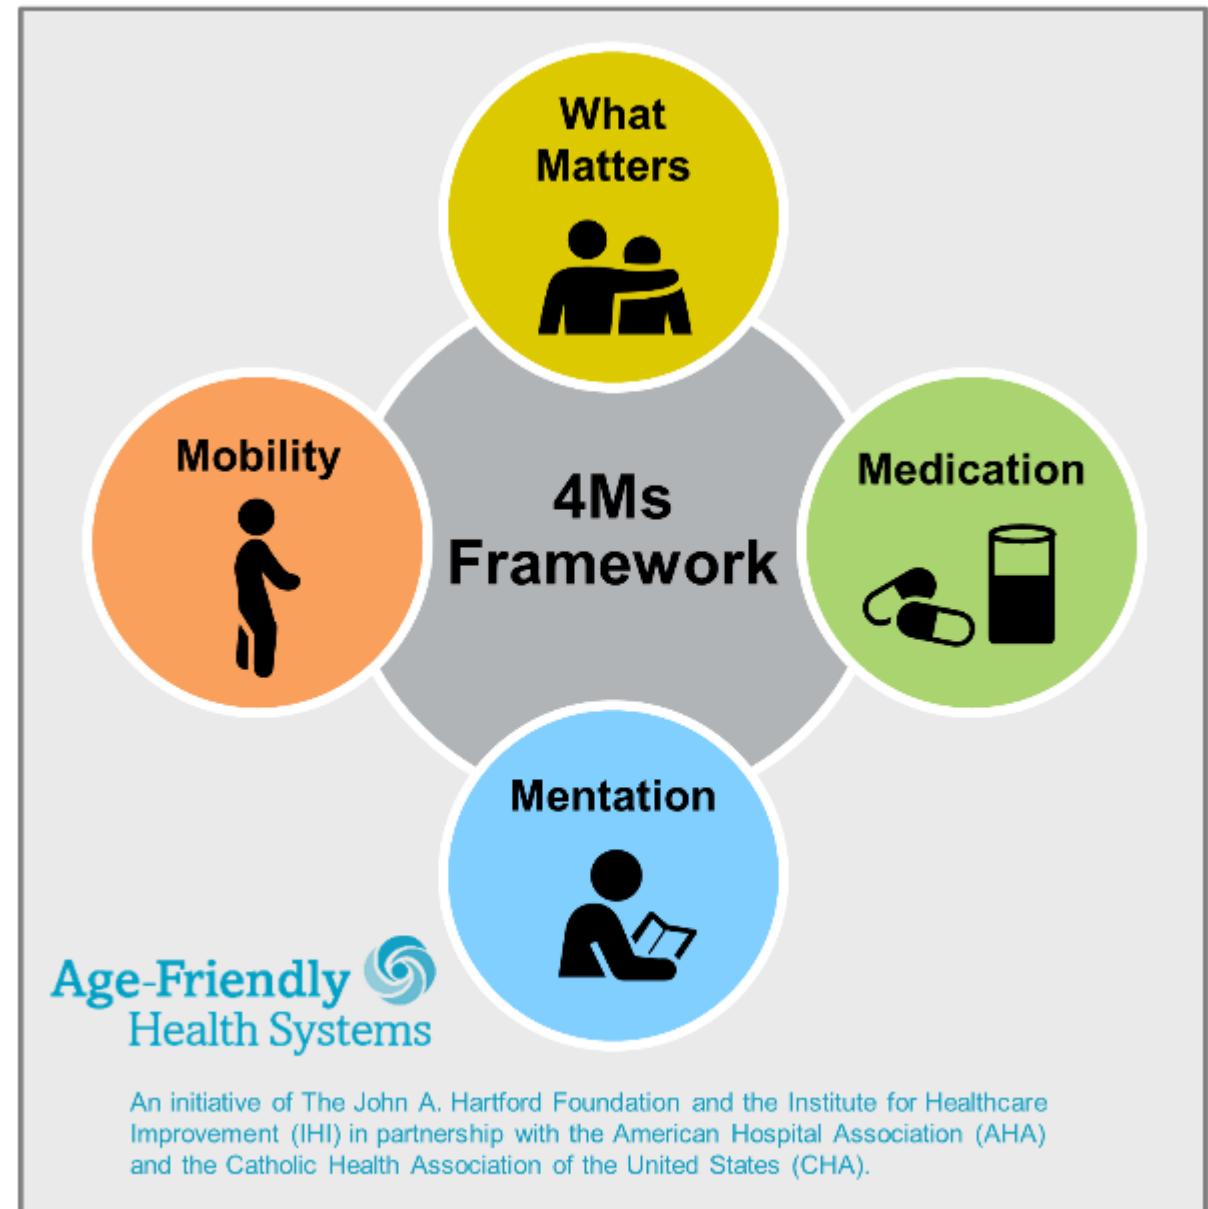 What
Matters
Mobility
Medication
4Ms
Framework
Mentation
Age-Friendly
Health Systems
An initiative of The John A. Hartford Foundation and the Institute for Healthcare
Improvement (IHI) in partnership with the American Hospital Association (AHA)
and the Catholic Health Association of the United States (CHA).